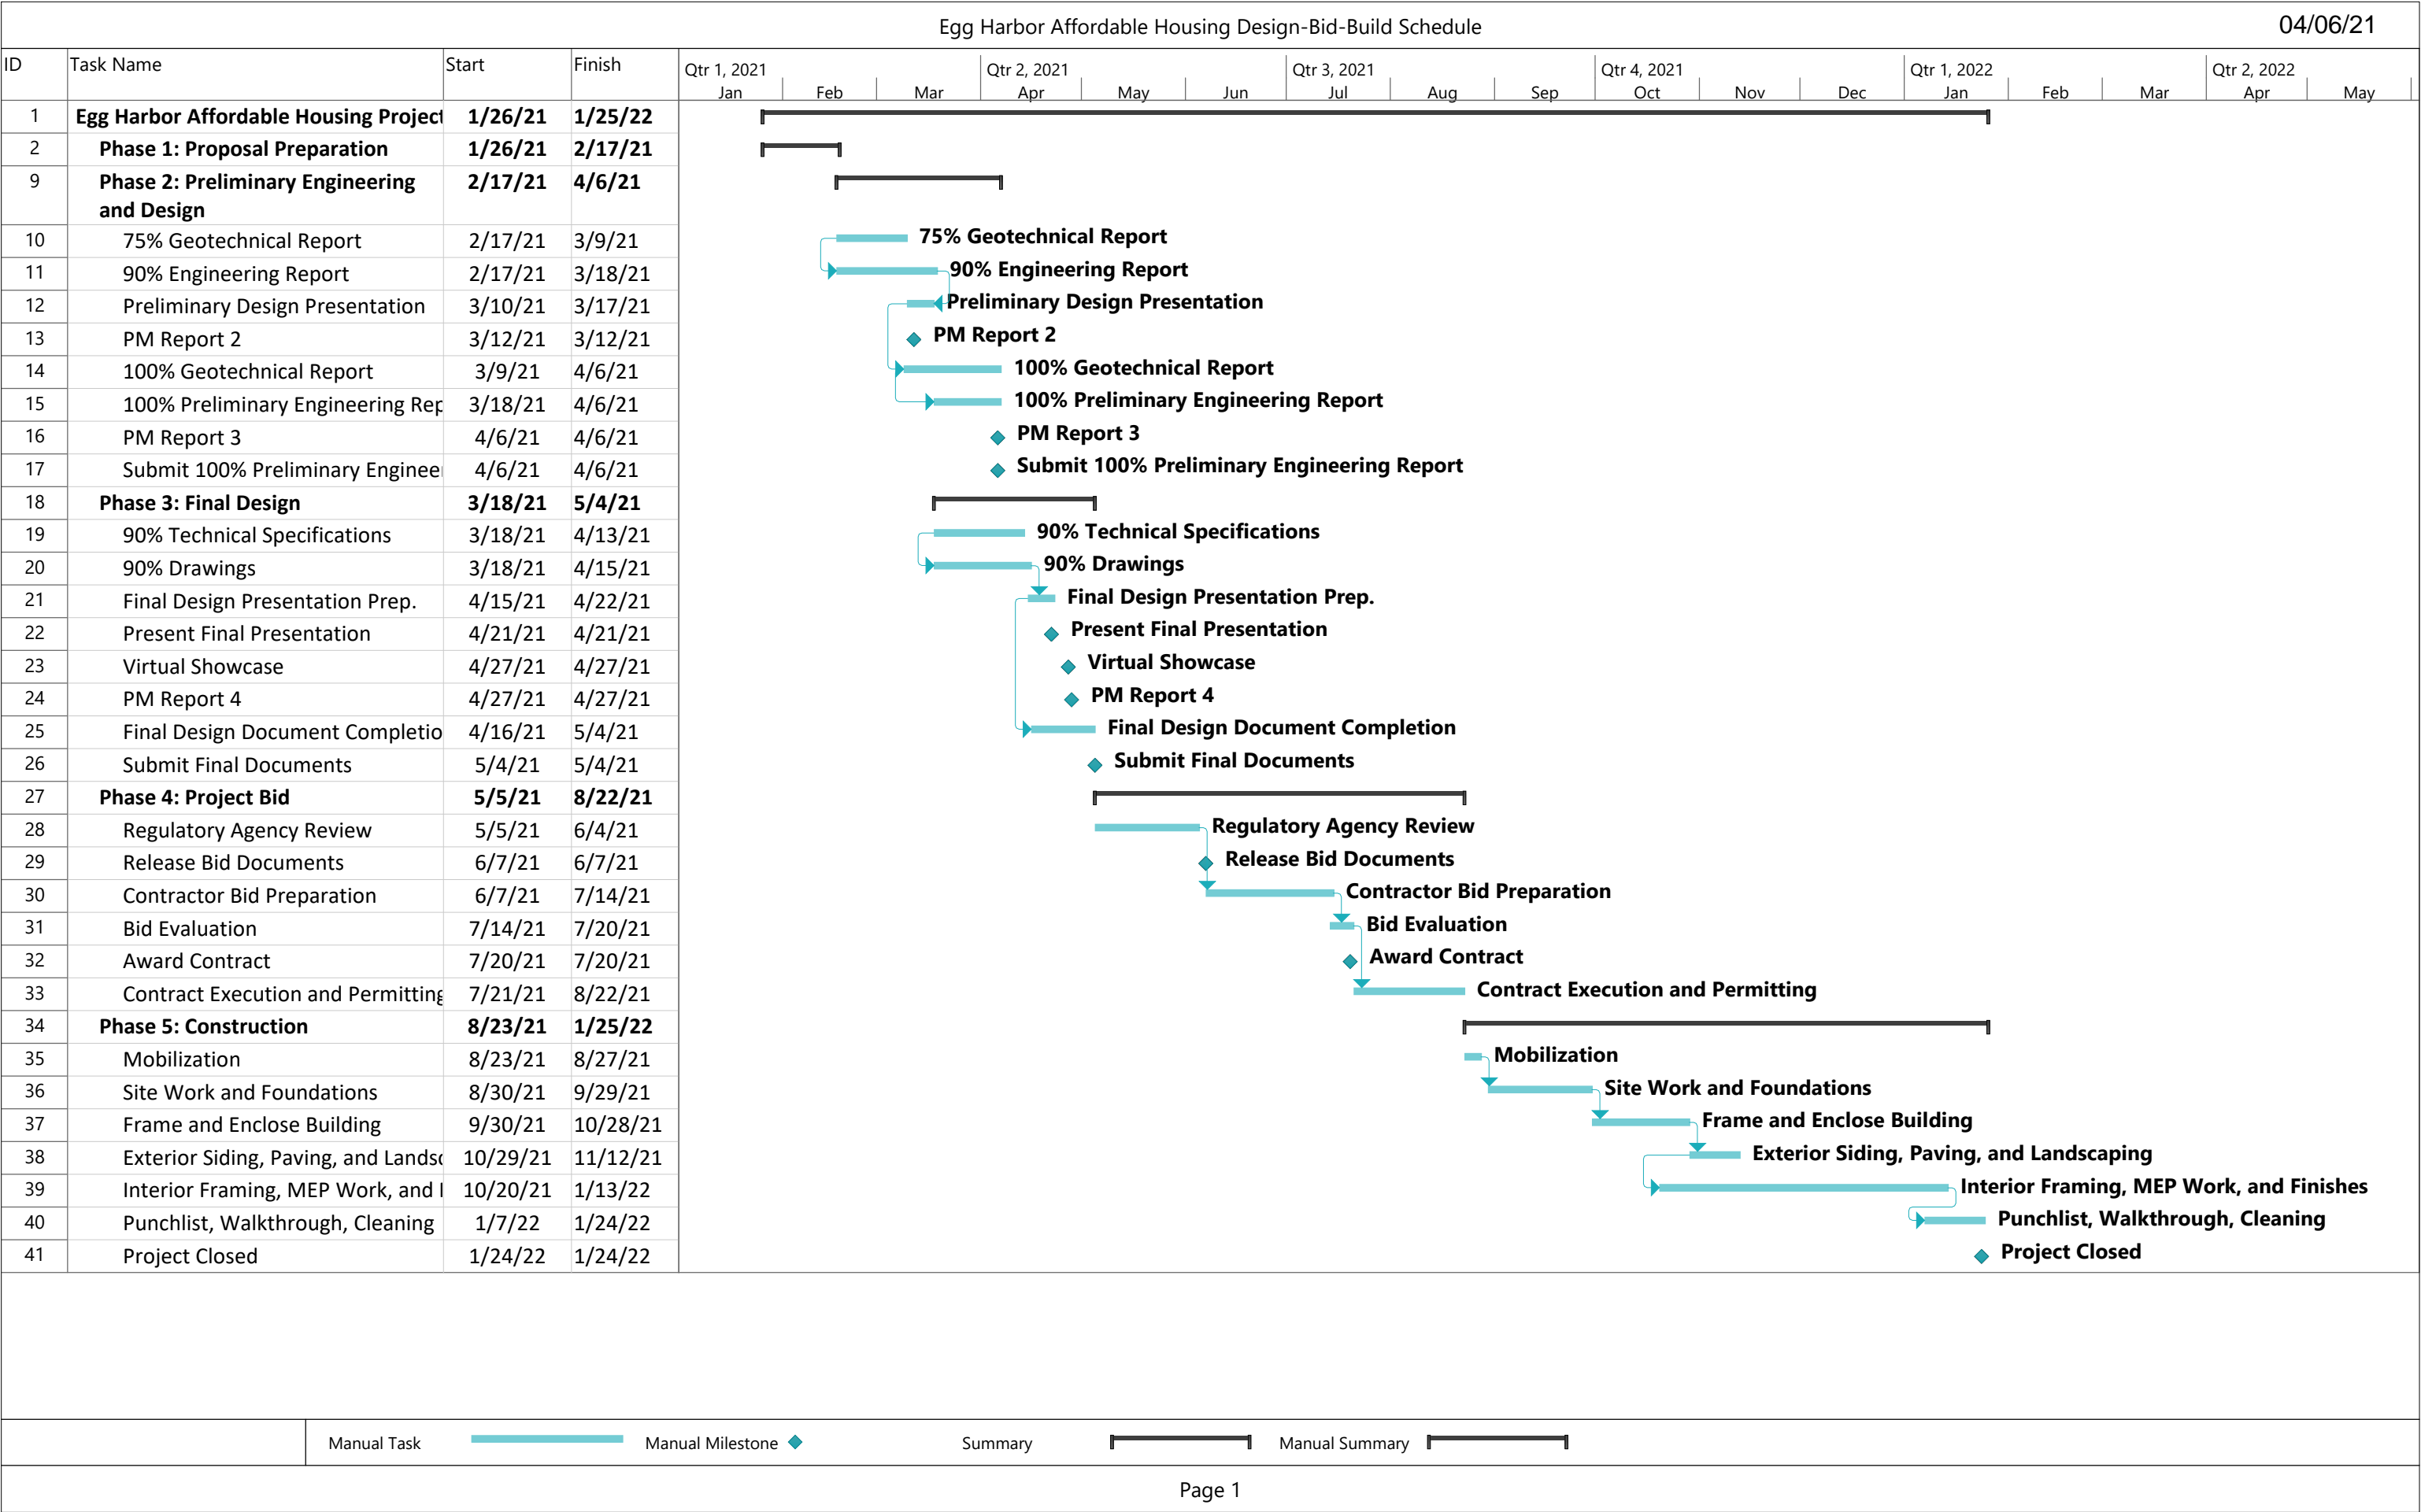 Egg Harbor Affordable Housing Design-Bid-Build Schedule 04/06/21
ID Task Name Start Finish Qtr 1, 2021 Qtr 2, 2021 Qtr 3, 2021 Qtr 4, 2021 Qtr 1, 2022 Qtr 2, 2022
Jan Feb Mar Apr May Jun Jul Aug Sep Oct Nov Dec Jan Feb Mar Apr May
1 Egg Harbor Affordable Housing Project 1/26/21 1/25/22
2 Phase 1: Proposal Preparation 1/26/21 2/17/21
9 Phase 2: Preliminary Engineering 2/17/21 4/6/21
and Design
10 75% Geotechnical Report 2/17/21 3/9/21 75% Geotechnical Report
11 90% Engineering Report 2/17/21 3/18/21 90% Engineering Report
12 Preliminary Design Presentation 3/10/21 3/17/21 Preliminary Design Presentation
13 PM Report 2 3/12/21 3/12/21 PM Report 2
14 100% Geotechnical Report 3/9/21 4/6/21 100% Geotechnical Report
15 100% Preliminary Engineering Rep 3/18/21 4/6/21 100% Preliminary Engineering Report
16 PM Report 3 4/6/21 4/6/21 PM Report 3
17 Submit 100% Preliminary Engineer 4/6/21 4/6/21 Submit 100% Preliminary Engineering Report
18 Phase 3: Final Design 3/18/21 5/4/21
19 90% Technical Specifications 3/18/21 4/13/21 90% Technical Specifications
20 90% Drawings 3/18/21 4/15/21 90% Drawings
21 Final Design Presentation Prep. 4/15/21 4/22/21 Final Design Presentation Prep.
22 Present Final Presentation 4/21/21 4/21/21 Present Final Presentation
23 Virtual Showcase 4/27/21 4/27/21 Virtual Showcase
24 PM Report 4 4/27/21 4/27/21 PM Report 4
25 Final Design Document Completio 4/16/21 5/4/21 Final Design Document Completion
26 Submit Final Documents 5/4/21 5/4/21 Submit Final Documents
27 Phase 4: Project Bid 5/5/21 8/22/21
28 Regulatory Agency Review 5/5/21 6/4/21 Regulatory Agency Review
29 Release Bid Documents 6/7/21 6/7/21 Release Bid Documents
30 Contractor Bid Preparation 6/7/21 7/14/21 Contractor Bid Preparation
31 Bid Evaluation 7/14/21 7/20/21 Bid Evaluation
32 Award Contract 7/20/21 7/20/21 Award Contract
33 Contract Execution and Permitting 7/21/21 8/22/21 Contract Execution and Permitting
34 Phase 5: Construction 8/23/21 1/25/22
35 Mobilization 8/23/21 8/27/21 Mobilization
36 Site Work and Foundations 8/30/21 9/29/21 Site Work and Foundations
37 Frame and Enclose Building 9/30/21 10/28/21 Frame and Enclose Building
38 Exterior Siding, Paving, and Landsc 10/29/21 11/12/21 Exterior Siding, Paving, and Landscaping
39 Interior Framing, MEP Work, and 10/20/21 1/13/22 Interior Framing, MEP Work, and Finishes
40 Punchlist, Walkthrough, Cleaning 1/7/22 1/24/22 Punchlist, Walkthrough, Cleaning
41 Project Closed 1/24/22 1/24/22 Project Closed
Manual Task Manual Milestone Summary Manual Summary
Page 1